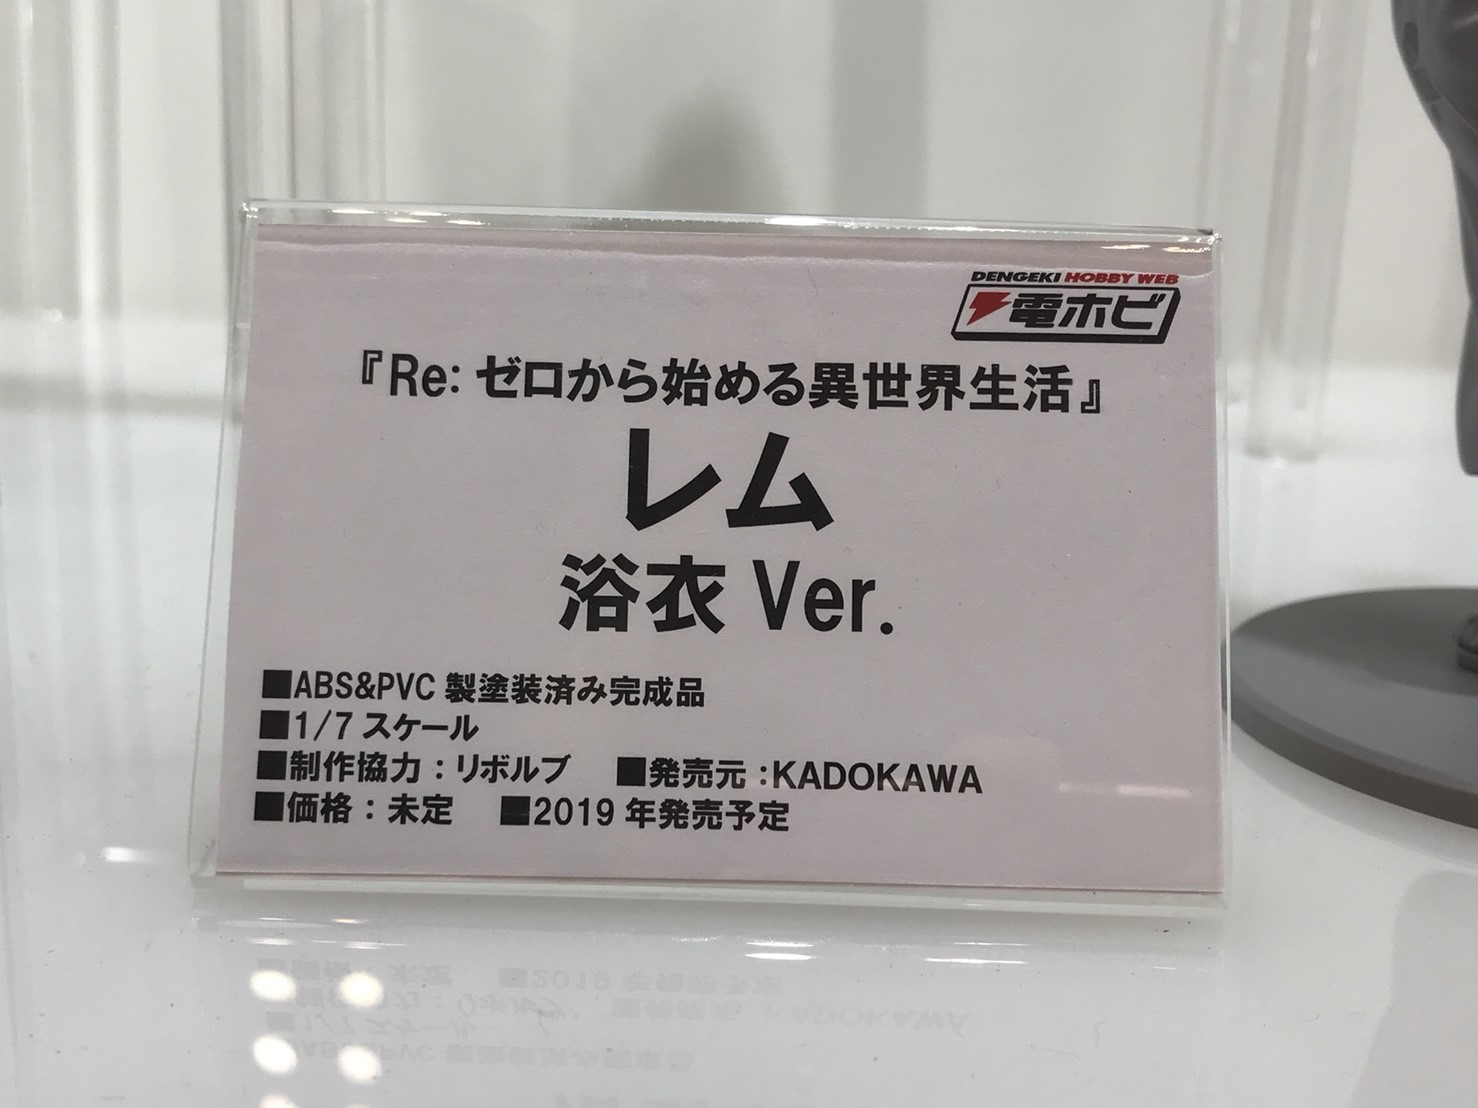 DENGEKI HOBBY WEB
電ホビ
『Re: ゼロから始める異世界生活』
レム
浴衣 Ver.
■ABS&PVC 製塗装済み完成品
■1/7 スケール
■制作協力：リボルブ ■発売元：KADOKAWA
■価格：未定 ■2019 年発売予定